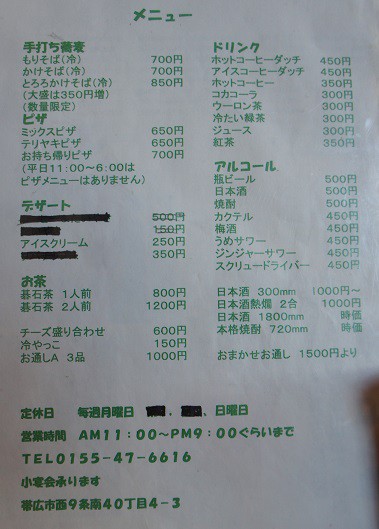 メニュー
手打ち蕎麦
もりそば(冷) 700円
かけそば(冷) 700円
とろろかけそば(冷) 850円
(大盛は350円増)
(数量限定)
ピザ
ミックスピザ 650円
テリヤキピザ 650円
お持ち帰りピザ 700円
(平日11:00~6:00は
ピザメニューはありません)
デザート
500円
150円
アイスクリーム 250円
350円
お茶
碁石茶 1人前 800円
碁石茶 2人前 1200円
チーズ盛り合わせ 600円
冷やっこ 150円
お通しA 3品 1000円
ドリンク
ホットコーヒーダッチ 450円
アイスコーヒーダッチ 450円
ホットコーヒー 350円
コカコーラ 300円
ウーロン茶 300円
冷たい緑茶 300円
ジュース 300円
紅茶 350円
アルコール
瓶ビール 500円
日本酒 500円
焼酎 500円
カクテル 450円
梅酒 450円
うめサワー 450円
ジンジャーサワー 450円
スクリュードライバー 450円
日本酒 300mm 1000円~
日本酒熱燗 2合 1000円
日本酒 1800mm 時価
本格焼酎 720mm 時価
おまかせお通し 1500円より
定休日 毎週月曜日 、 日曜日
営業時間 AM11:00~PM9:00ぐらいまで
TEL0155-47-6616
小宴会承ります
帯広市西9条南40丁目4-3